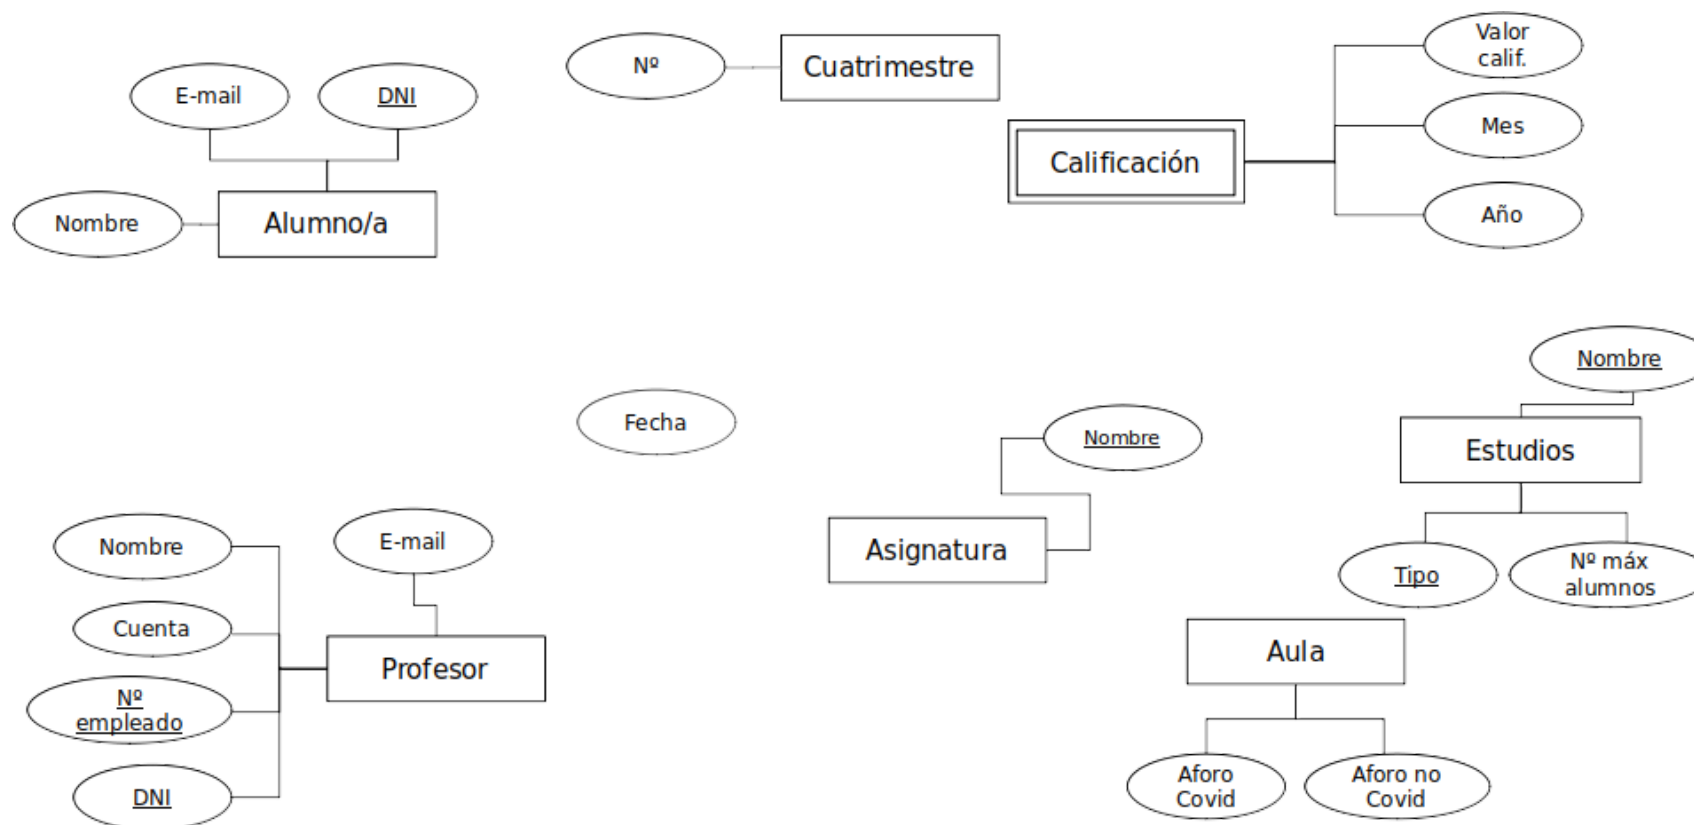 Valor
calif.
Nº
Cuatrimestre
E-mail
DNI
Mes
Calificación
Año
Nombre
Alumno/a
Nombre
Fecha
Nombre
Estudios
Nombre
E-mail
Asignatura
Tipo
Nº máx
alumnos
Cuenta
Profesor
Aula
Nº
empleado
DNI
Aforo
Covid
Aforo no
Covid